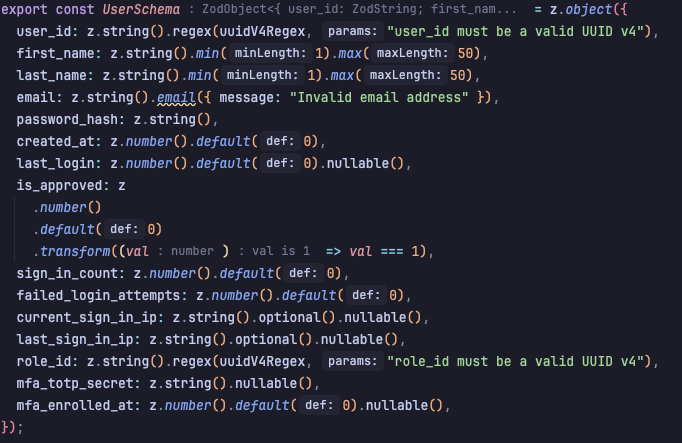 export const UserSchema : ZodObject<{ user_id: ZodString; first_nam... = z.object({
user_id: z.string().regex(uuidV4Regex, params: "user_id must be a valid UUID v4"),
first_name: z.string().min( minLength: 1).max( maxLength: 50),
last_name: z.string().min( minLength: 1).max( maxLength: 50),
email: z.string().email({ message: "Invalid email address" }),
password_hash: z.string(),
created_at: z.number().default( def: 0),
last_login: z.number().default( def: 0).nullable(),
is_approved: z
.number()
.default( def: 0)
.transform((val : number ) : val is 1 => val === 1),
sign_in_count: z.number().default( def: 0),
failed_login_attempts: z.number().default( def: 0),
current_sign_in_ip: z.string().optional().nullable(),
last_sign_in_ip: z.string().optional().nullable(),
role_id: z.string().regex(uuidV4Regex, params: "role_id must be a valid UUID v4"),
mfa_totp_secret: z.string().nullable(),
mfa_enrolled_at: z.number().default( def: 0).nullable(),
});